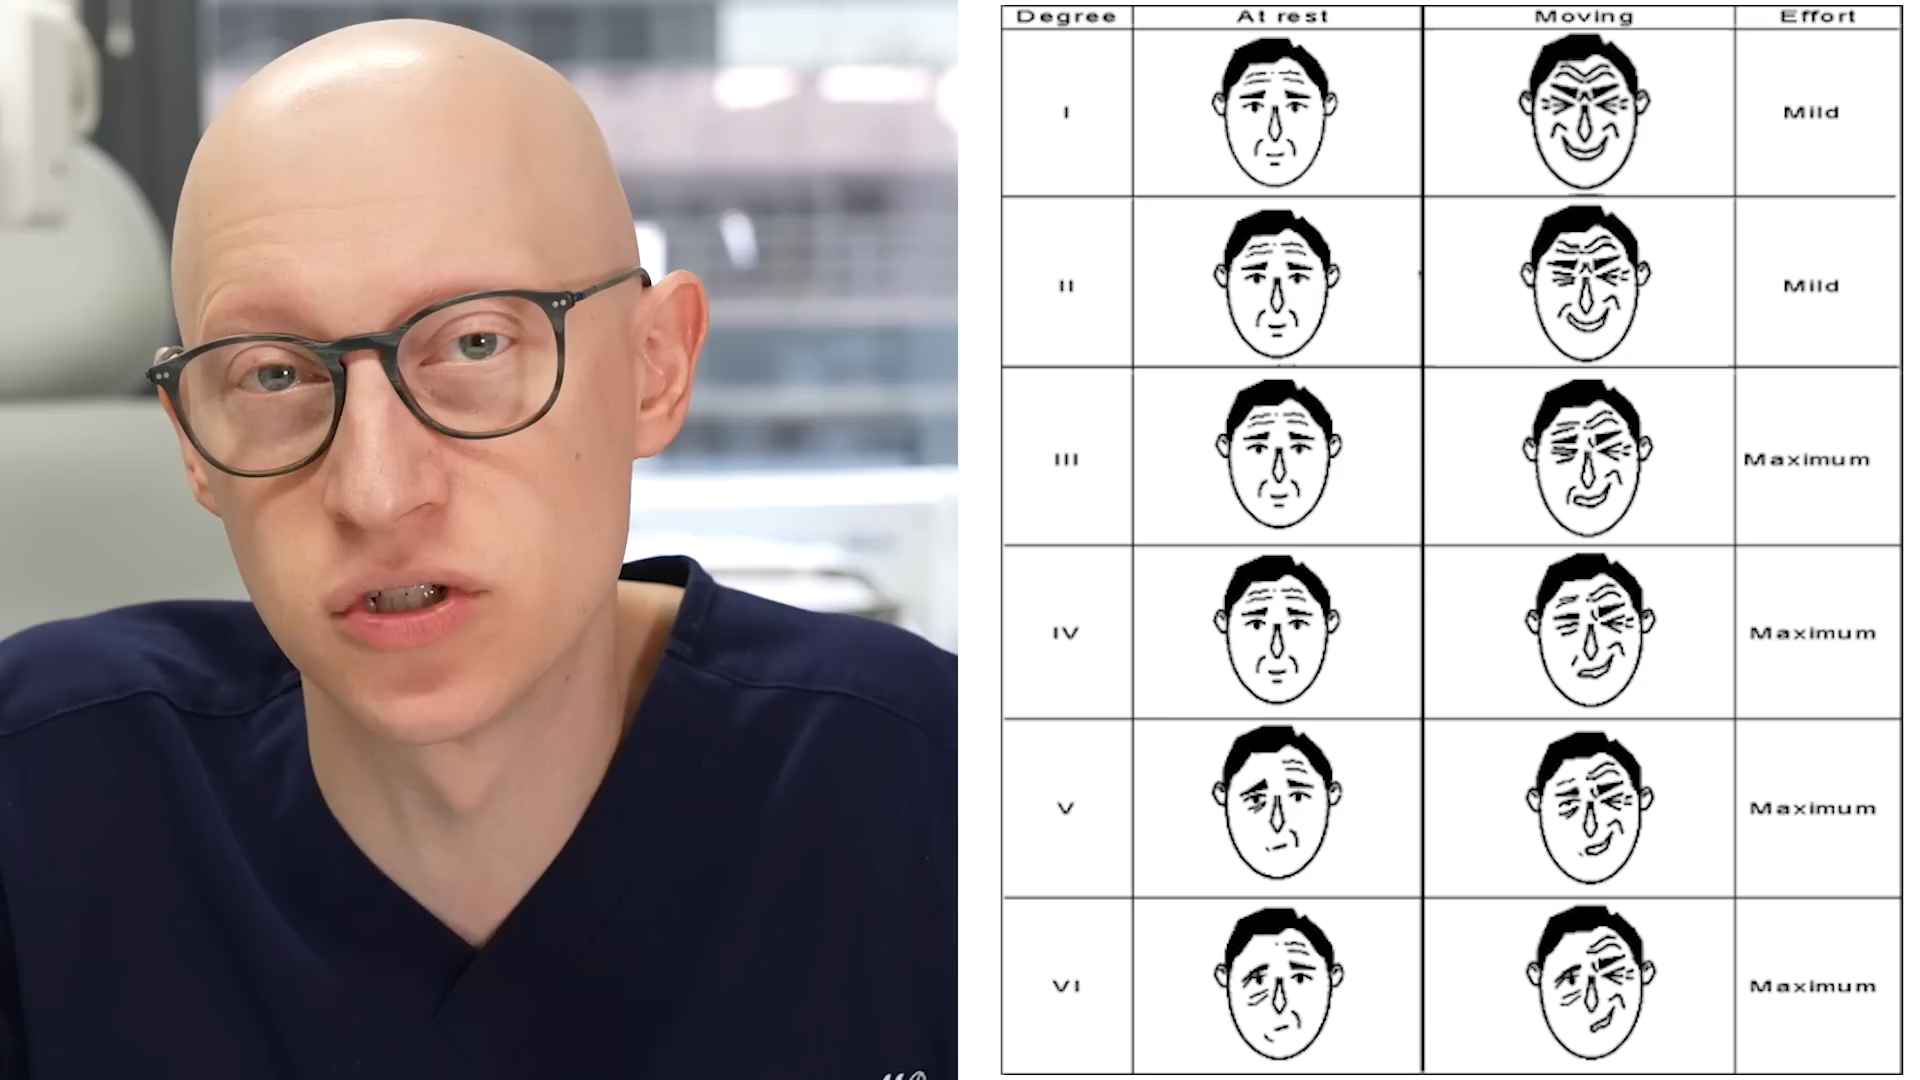 Degree At rest Moving Effort
I Mild
II Mild
III Maximum
IV Maximum
V Maximum
VI Maximum